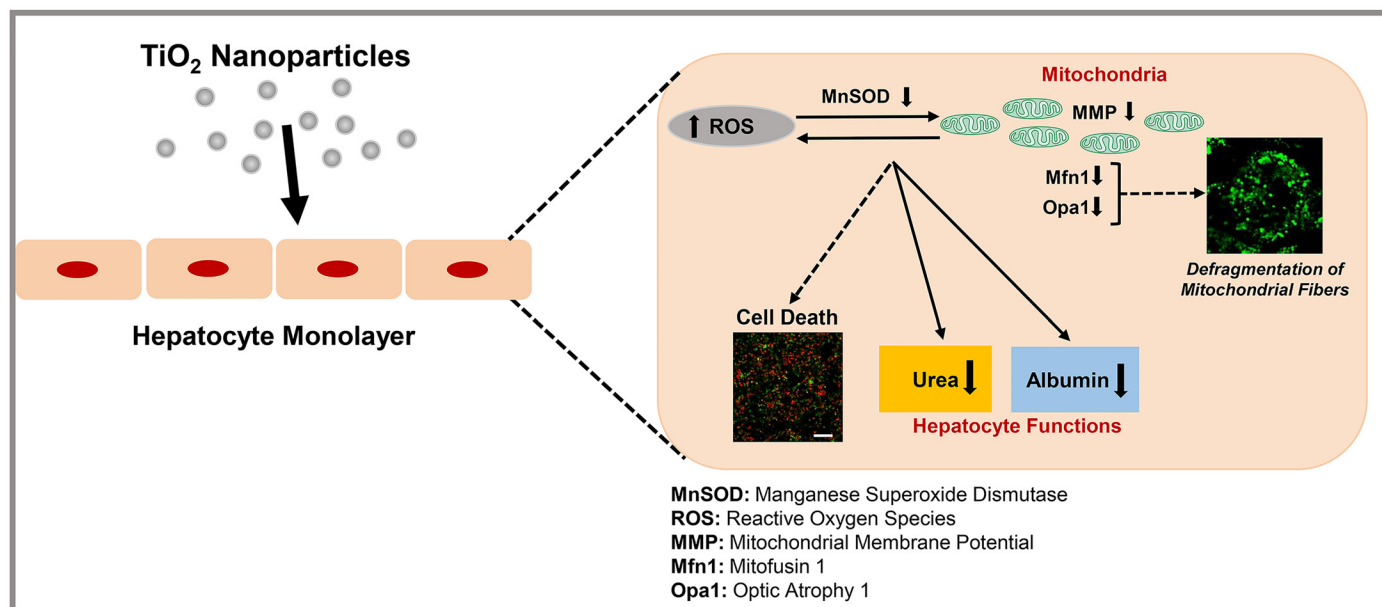 TiO₂ Nanoparticles
Hepatocyte Monolayer
Mitochondria
MnSOD ↓
MMP ↓
↑ ROS
Mfn1 ↓
Opa1 ↓
Defragmentation of
Mitochondrial Fibers
Cell Death
Urea ↓
Albumin ↓
Hepatocyte Functions
MnSOD: Manganese Superoxide Dismutase
ROS: Reactive Oxygen Species
MMP: Mitochondrial Membrane Potential
Mfn1: Mitofusin 1
Opa1: Optic Atrophy 1